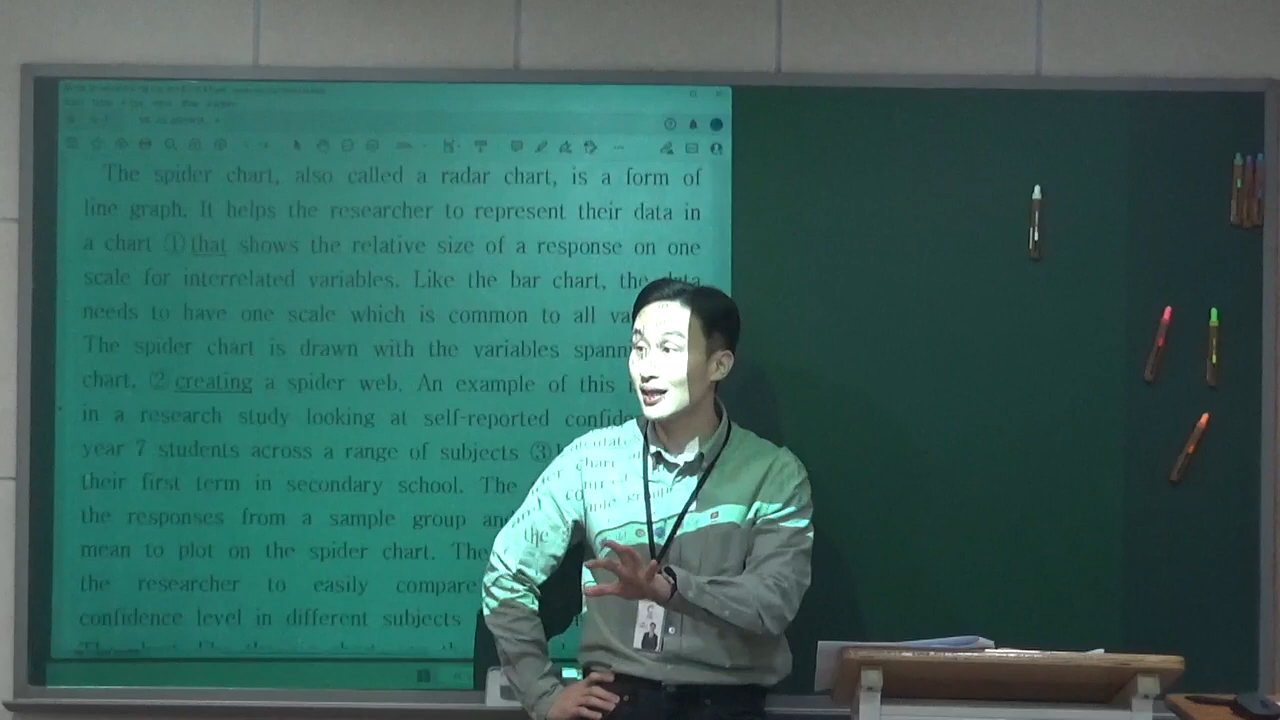 The spider chart, also called a radar chart, is a form of
line graph. It helps the researcher to represent their data in
a chart ①that shows the relative size of a response on one
scale for interrelated variables. Like the bar chart, the data
needs to have one scale which is common to all
The spider chart is drawn with the variables
chart, ②creating a spider web. An example of this
in a research study looking at self-reported
year 7 students across a range of subjects ③
their first term in secondary school. The
the responses from a sample group
mean to plot on the spider chart. The
the researcher to easily compare
confidence level in different subjects